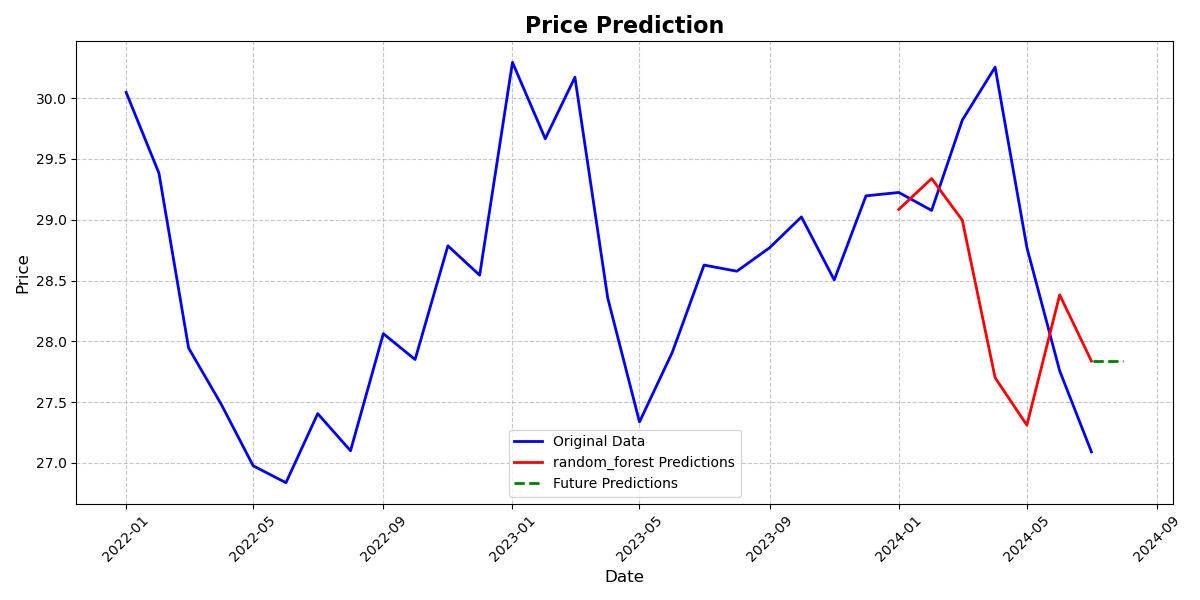 Price Prediction
Price
30.0
29.5
29.0
28.5
28.0
27.5
27.0
Original Data
random_forest Predictions
Future Predictions
2022-01
2022-05
2022-09
2023-01
2023-05
2023-09
2024-01
2024-05
2024-09
Date